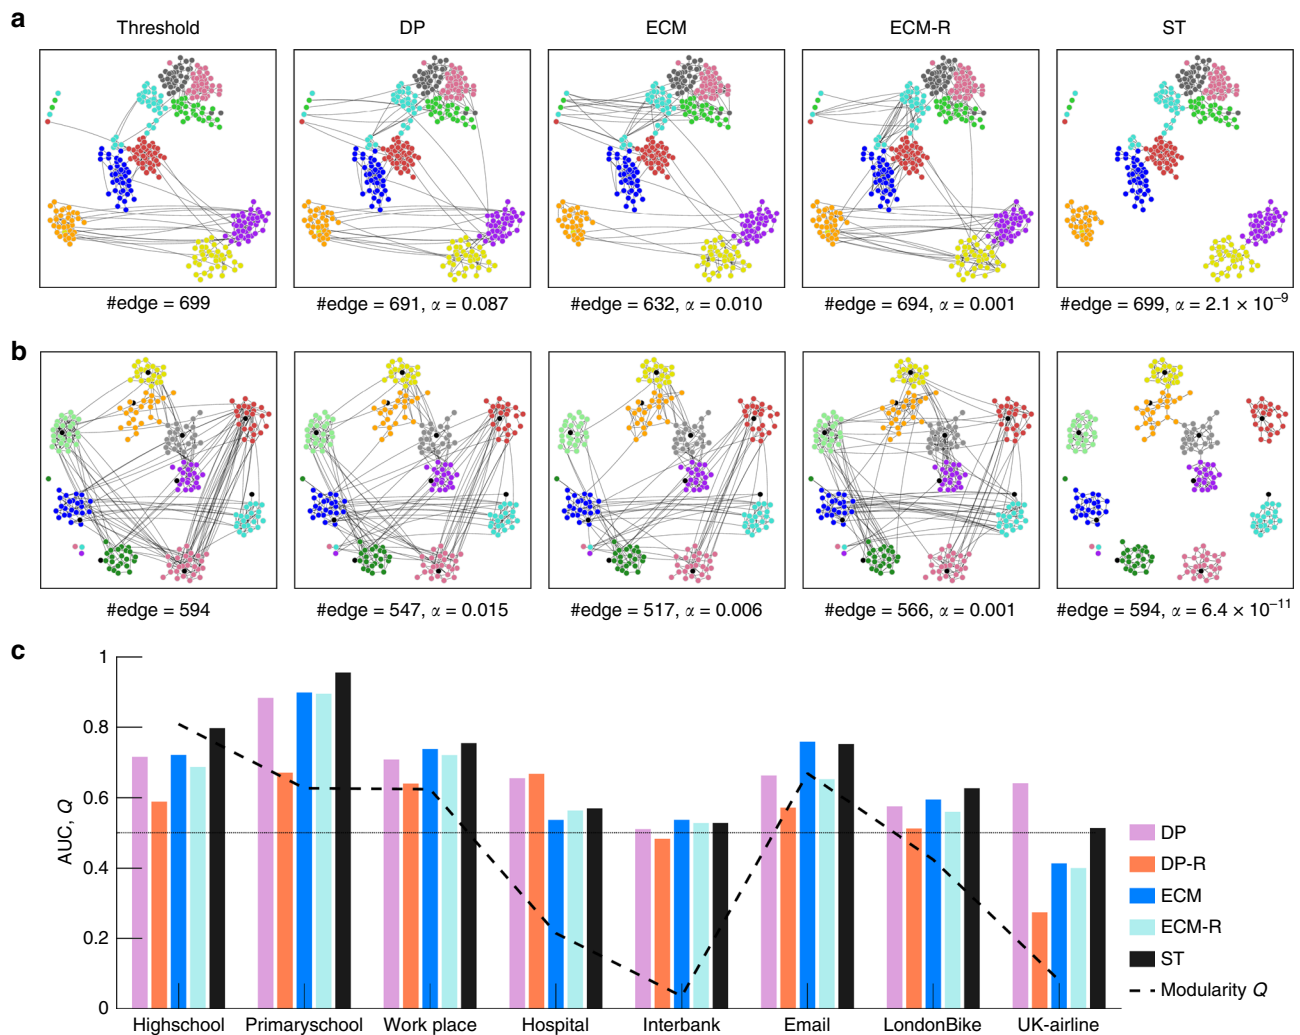 a
Threshold DP ECM ECM-R ST
#edge = 699 #edge = 691, α = 0.087 #edge = 632, α = 0.010 #edge = 694, α = 0.001 #edge = 699, α = 2.1 × 10⁻⁹
b
#edge = 594 #edge = 547, α = 0.015 #edge = 517, α = 0.006 #edge = 566, α = 0.001 #edge = 594, α = 6.4 × 10⁻¹¹
c
AUC, Q
1
0.8
0.6
0.4
0.2
0
Highschool Primaryschool Work place Hospital Interbank Email LondonBike UK-airline
DP
DP-R
ECM
ECM-R
ST
Modularity Q